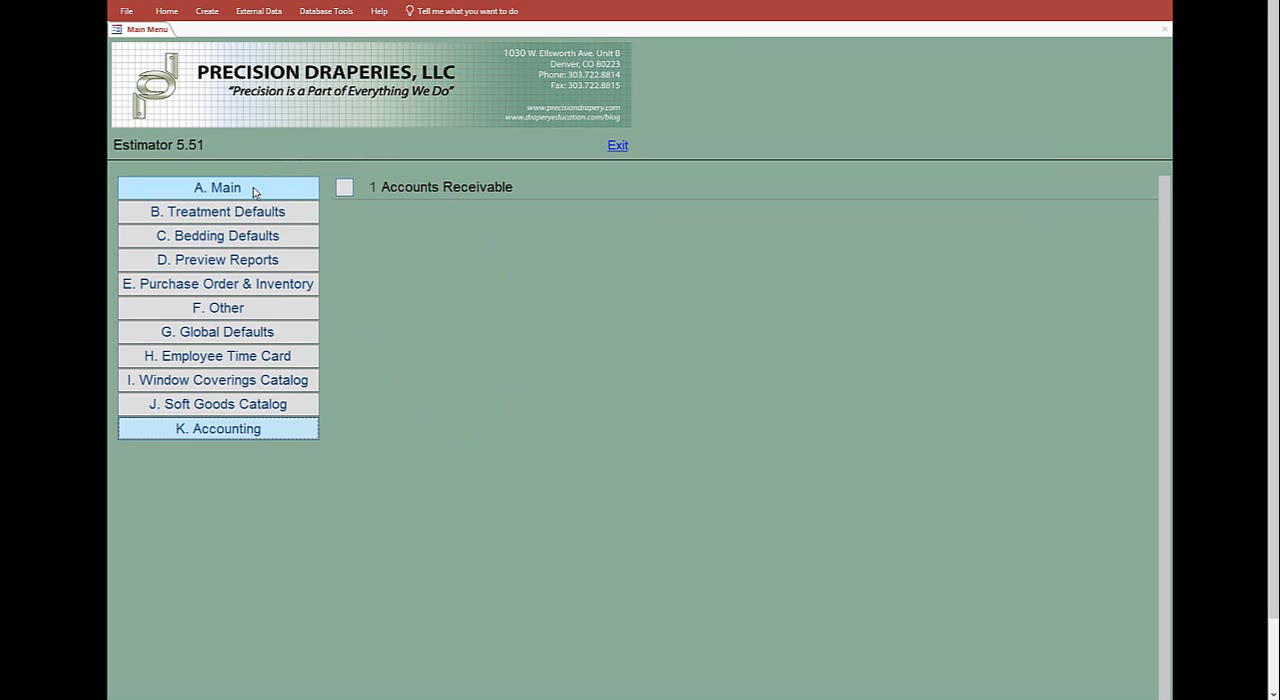 File Home Create External Data Database Tools Help Tell me what you want to do
Main Menu
PRECISION DRAPERIES, LLC
"Precision is a Part of Everything We Do"
1030 W. Ellsworth Ave. Unit B
Denver, CO 80223
Phone: 303.722.8814
Fax: 303.722.8815
www.precisiondrapery.com
www.draperyeducation.com/blog
Estimator 5.51
Exit
A. Main
B. Treatment Defaults
C. Bedding Defaults
D. Preview Reports
E. Purchase Order & Inventory
F. Other
G. Global Defaults
H. Employee Time Card
I. Window Coverings Catalog
J. Soft Goods Catalog
K. Accounting
1 Accounts Receivable